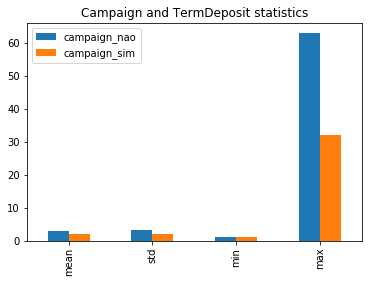 Campaign and TermDeposit statistics
campaign_nao
campaign_sim
60
50
40
30
20
10
0
mean
std
min
max